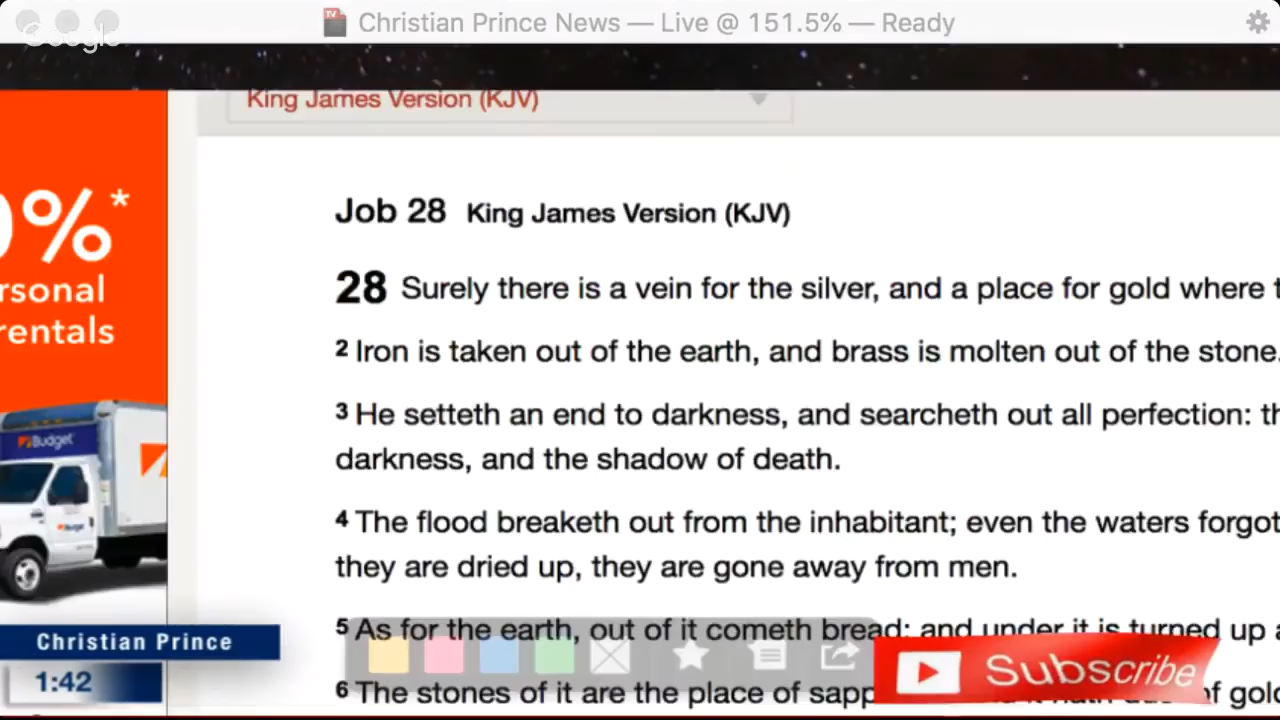 Christian Prince News — Live @ 151.5% — Ready
Google
King James Version (KJV)
Job 28 King James Version (KJV)
28 Surely there is a vein for the silver, and a place for gold where
2 Iron is taken out of the earth, and brass is molten out of the stone.
3 He setteth an end to darkness, and searcheth out all perfection:
darkness, and the shadow of death.
4 The flood breaketh out from the inhabitant; even the waters forgot
they are dried up, they are gone away from men.
5 As for the earth, out of it cometh bread: and under it is turned up
6 The stones of it are the place of sapp
of gold
0%*
rsonal
rentals
Budget
Budget
Christian Prince
1:42
Subscribe